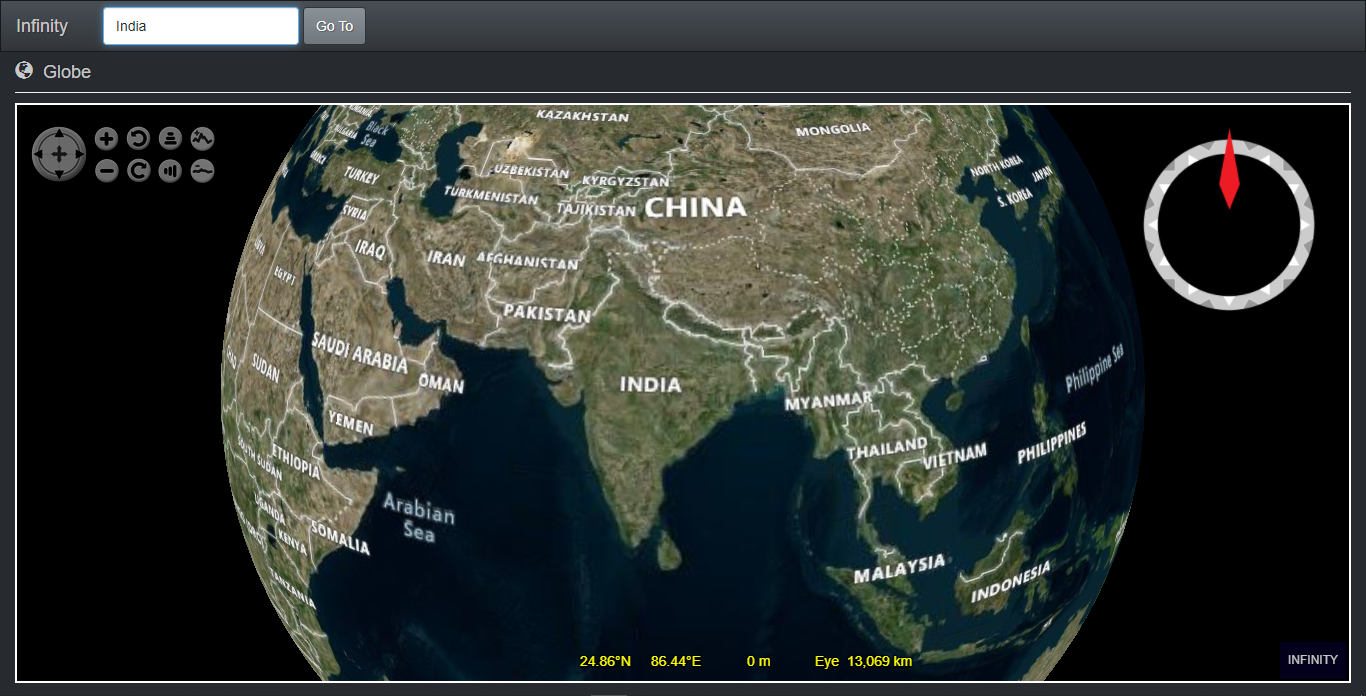 Infinity
India
Go To
Globe
KAZAKHSTAN
MONGOLIA
Black
Sea
BULGARIA
NORTH KOREA
JAPAN
S. KOREA
TURKEY
UZBEKISTAN
KYRGYZSTAN
TURKMENISTAN
TAJIKISTAN
CHINA
SYRIA
IRAQ
IRAN
AFGHANISTAN
EGYPT
PAKISTAN
SAUDI ARABIA
OMAN
INDIA
SUDAN
Philippine Sea
MYANMAR
YEMEN
THAILAND
VIETNAM
PHILIPPINES
ETHIOPIA
SOUTH SUDAN
Arabian
Sea
UGANDA
KENYA
SOMALIA
MALAYSIA
INDONESIA
TANZANIA
24.86°N 86.44°E 0 m Eye 13,069 km
INFINITY